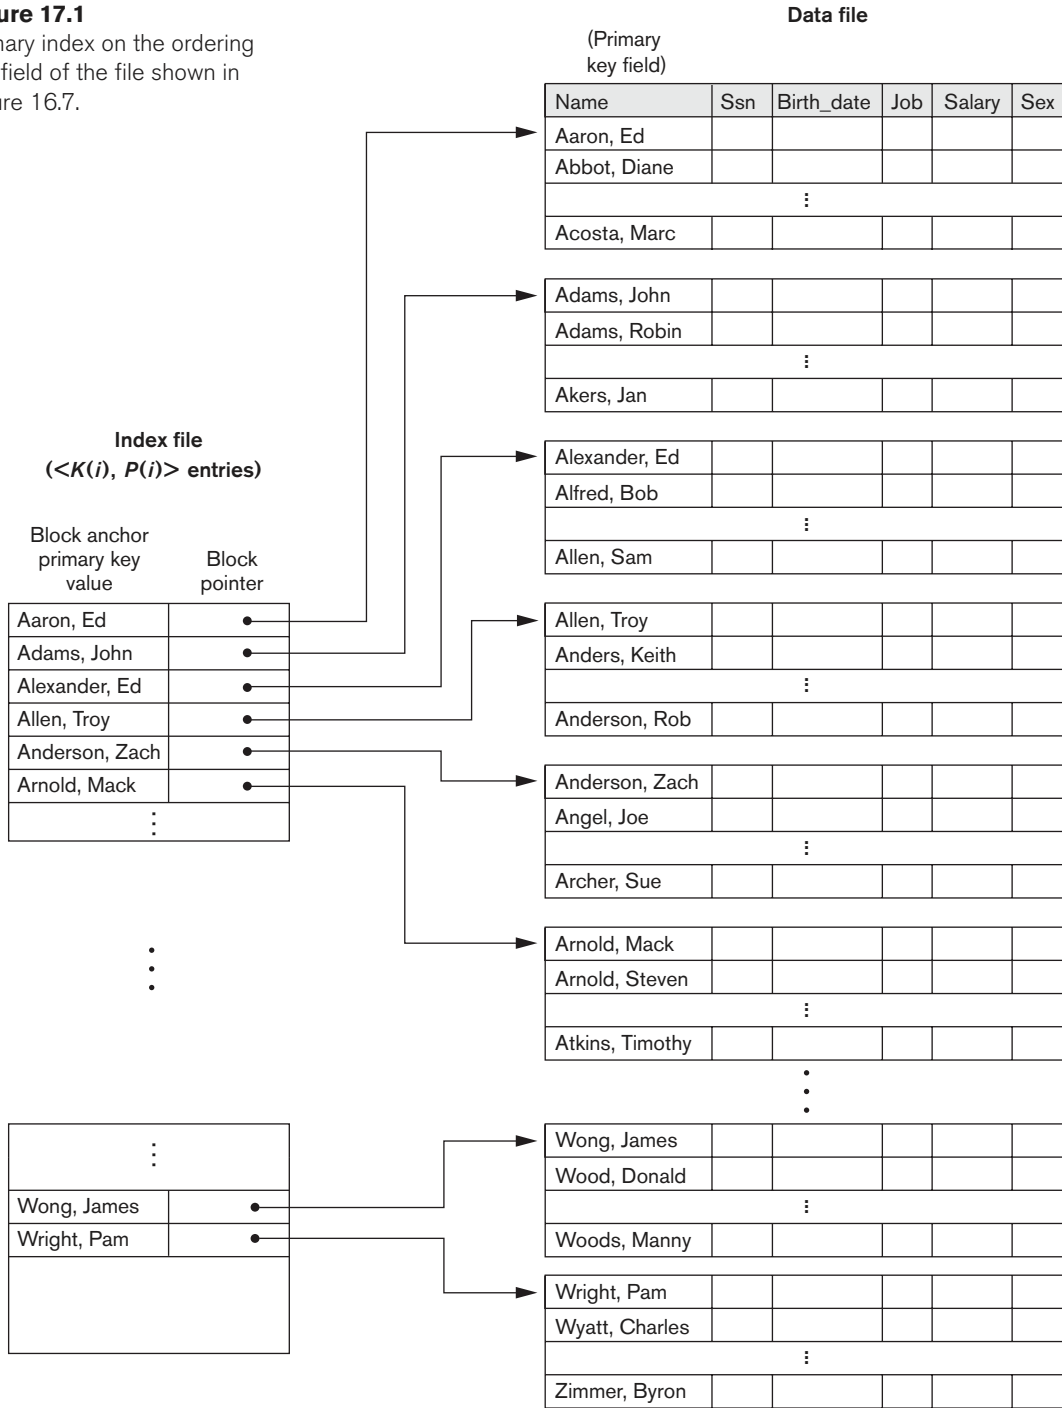 ure 17.1
nary index on the ordering
field of the file shown in
ure 16.7.
Data file
(Primary
key field)
Name Ssn Birth_date Job Salary Sex
Aaron, Ed
Abbot, Diane
Acosta, Marc
Adams, John
Adams, Robin
Akers, Jan
Alexander, Ed
Alfred, Bob
Allen, Sam
Allen, Troy
Anders, Keith
Anderson, Rob
Anderson, Zach
Angel, Joe
Archer, Sue
Arnold, Mack
Arnold, Steven
Atkins, Timothy
Wong, James
Wood, Donald
Woods, Manny
Wright, Pam
Wyatt, Charles
Zimmer, Byron
Index file
(<K(i), P(i)> entries)
Block anchor
primary key
value
Block
pointer
Aaron, Ed
Adams, John
Alexander, Ed
Allen, Troy
Anderson, Zach
Arnold, Mack
Wong, James
Wright, Pam